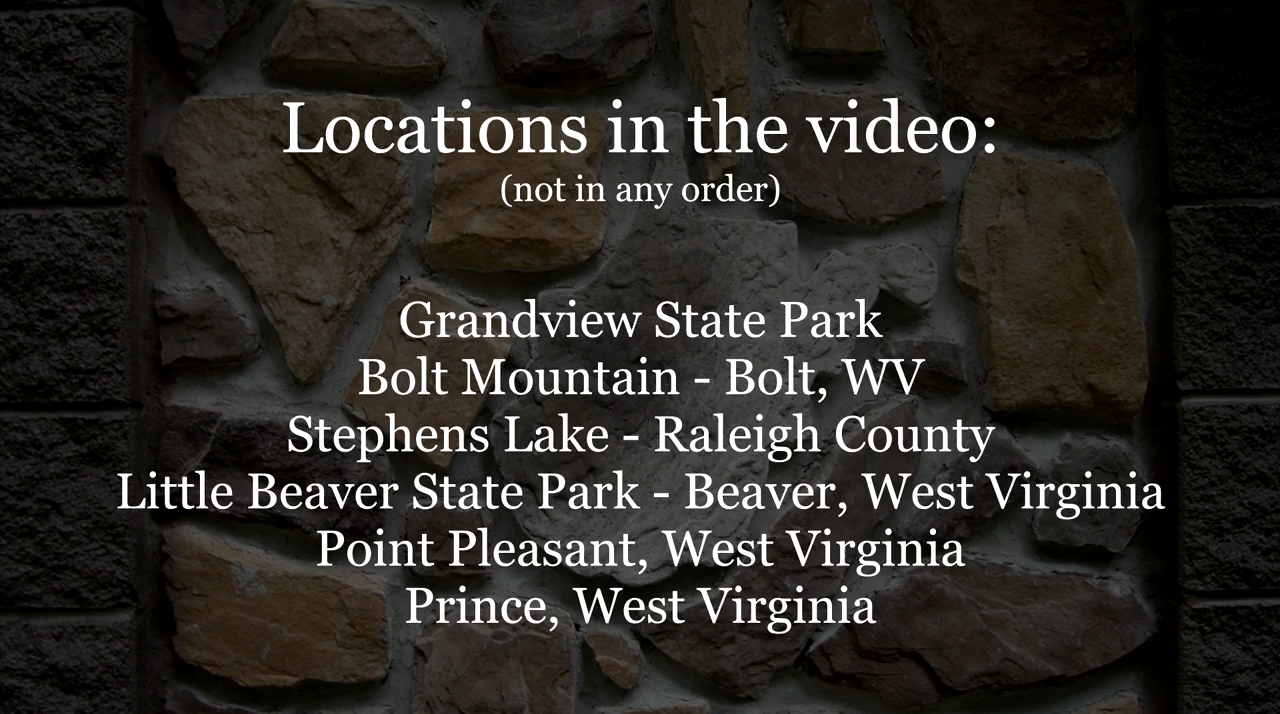 Locations in the video:
(not in any order)
Grandview State Park
Bolt Mountain - Bolt, WV
Stephens Lake - Raleigh County
Little Beaver State Park - Beaver, West Virginia
Point Pleasant, West Virginia
Prince, West Virginia